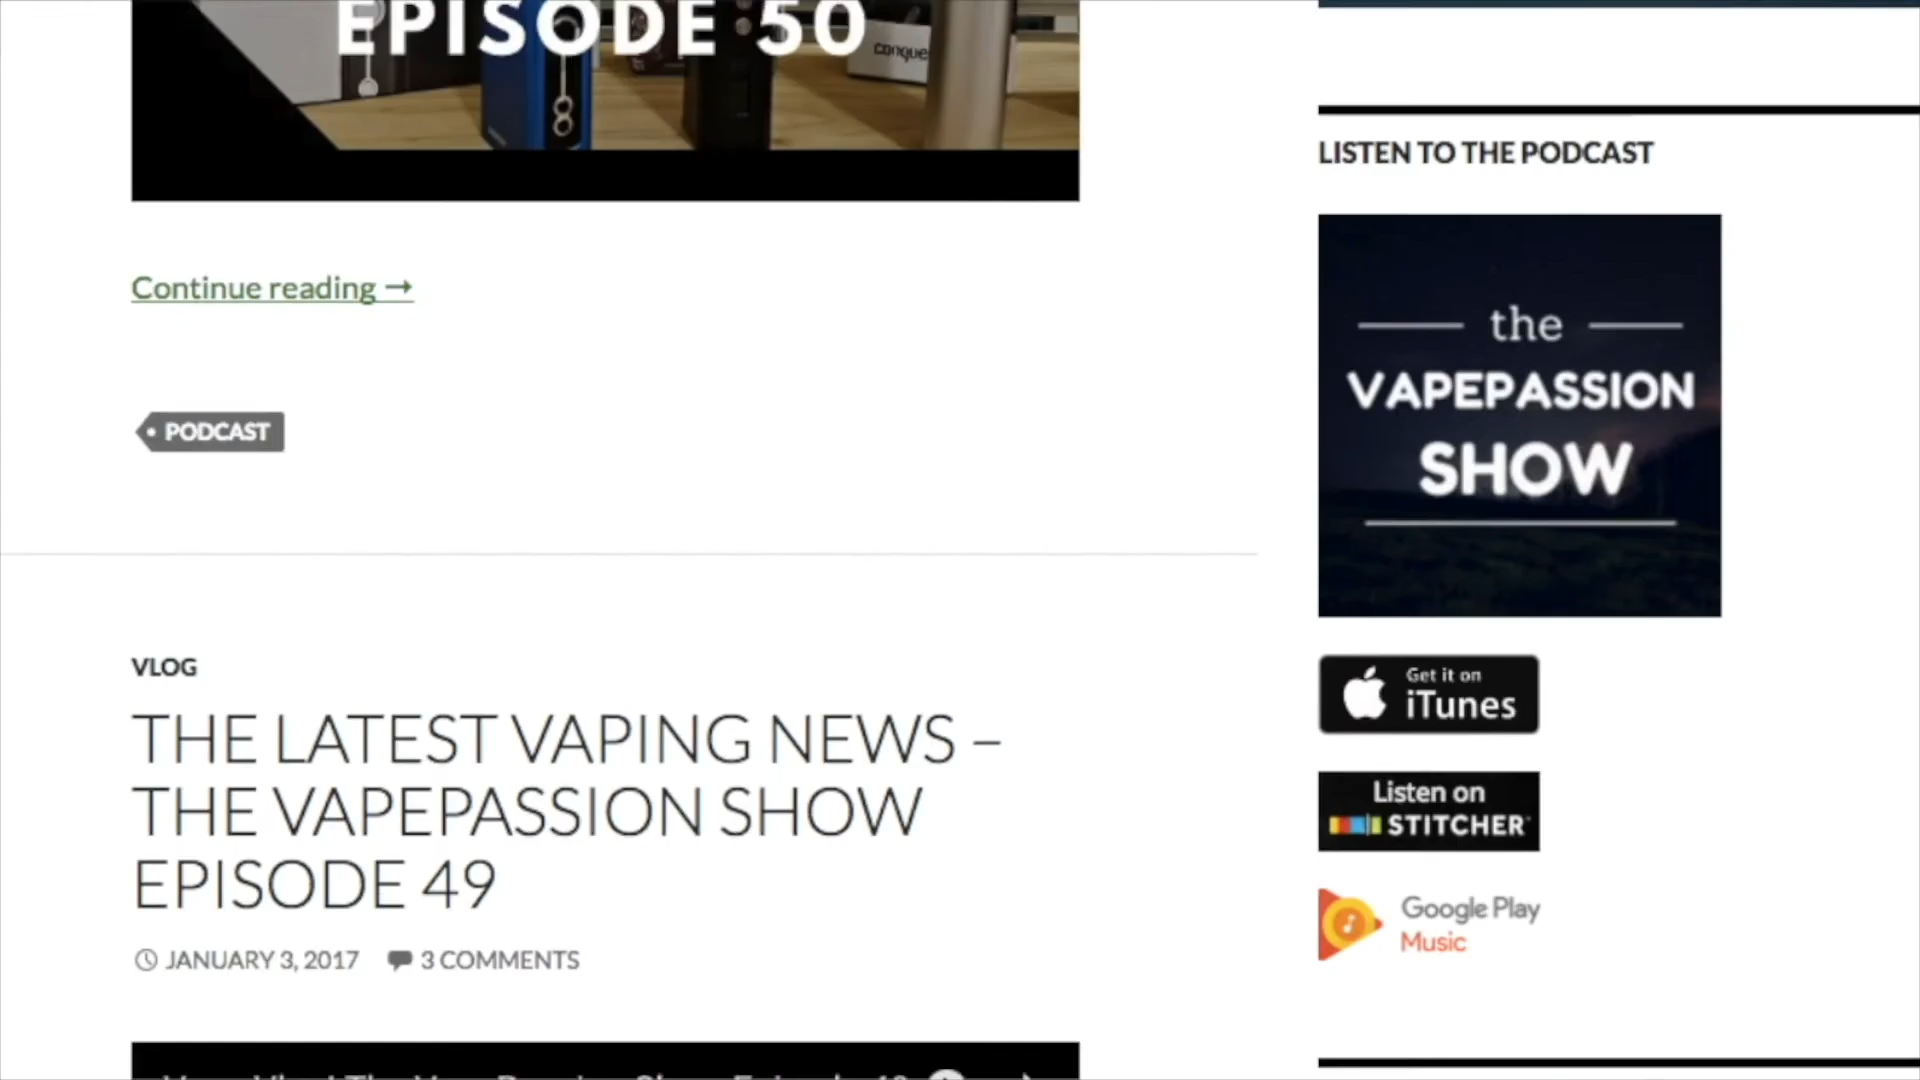 EPISODE 50
conque
Continue reading →
PODCAST
VLOG
THE LATEST VAPING NEWS –
THE VAPEPASSION SHOW
EPISODE 49
JANUARY 3, 2017 3 COMMENTS
LISTEN TO THE PODCAST
the
VAPEPASSION
SHOW
Get it on
iTunes
Listen on
STITCHER
Google Play
Music